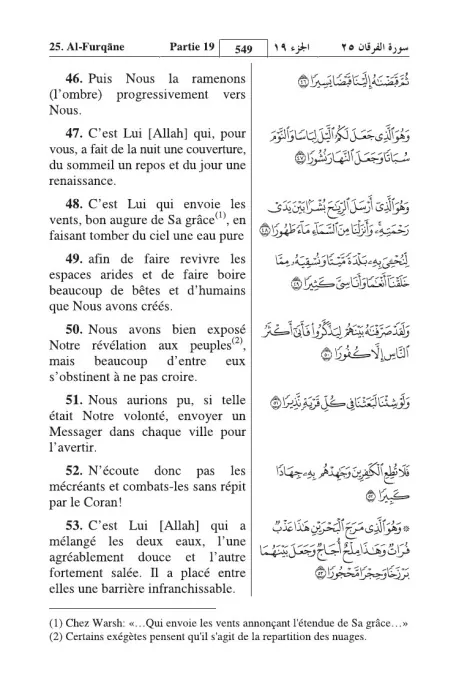 25. Al-Furqāne Partie 19 549 الجزء ١٩ سورة الفرقان ٢٥
46. Puis Nous la ramenons
(l’ombre) progressivement vers
Nous.
ثُمَّ قَبَضْنَٰهُ إِلَيْنَا قَبْضًا يَسِيرًا ٤٦
47. C’est Lui [Allah] qui, pour
vous, a fait de la nuit une couverture,
du sommeil un repos et du jour une
renaissance.
وَهُوَ ٱلَّذِى جَعَلَ لَكُمُ ٱلَّيْلَ لِبَاسًا وَٱلنَّوْمَ
سُبَاتًا وَجَعَلَ ٱلنَّهَارَ نُشُورًا ٤٧
48. C’est Lui qui envoie les
vents, bon augure de Sa grâce(1), en
faisant tomber du ciel une eau pure
وَهُوَ ٱلَّذِىٓ أَرْسَلَ ٱلرِّيَٰحَ بُشْرًۢا بَيْنَ يَدَىْ
رَحْمَتِهِۦ ۚ وَأَنزَلْنَا مِنَ ٱلسَّمَآءِ مَآءً طَهُورًا ٤٨
49. afin de faire revivre les
espaces arides et de faire boire
beaucoup de bêtes et d’humains
que Nous avons créés.
لِّنُحْـِۧىَ بِهِۦ بَلْدَةً مَّيْتًا وَنُسْقِيَهُۥ مِمَّا
خَلَقْنَآ أَنْعَٰمًا وَأَنَاسِىَّ كَثِيرًا ٤٩
50. Nous avons bien exposé
Notre révélation aux peuples(2),
mais beaucoup d’entre eux
s’obstinent à ne pas croire.
وَلَقَدْ صَرَّفْنَٰهُ بَيْنَهُمْ لِيَذَّكَّرُوا۟ فَأَبَىٰٓ أَكْثَرُ
ٱلنَّاسِ إِلَّا كُفُورًا ٥٠
51. Nous aurions pu, si telle
était Notre volonté, envoyer un
Messager dans chaque ville pour
l’avertir.
وَلَوْ شِئْنَا لَبَعَثْنَا فِى كُلِّ قَرْيَةٍ نَّذِيرًا ٥١
52. N’écoute donc pas les
mécréants et combats-les sans répit
par le Coran!
فَلَا تُطِعِ ٱلْكَٰفِرِينَ وَجَٰهِدْهُم بِهِۦ جِهَادًا
كَبِيرًا ٥٢
53. C’est Lui [Allah] qui a
mélangé les deux eaux, l’une
agréablement douce et l’autre
fortement salée. Il a placé entre
elles une barrière infranchissable.
۞ وَهُوَ ٱلَّذِى مَرَجَ ٱلْبَحْرَيْنِ هَٰذَا عَذْبٌ
فُرَاتٌ وَهَٰذَا مِلْحٌ أُجَاجٌ وَجَعَلَ بَيْنَهُمَا
بَرْزَخًا وَحِجْرًا مَّحْجُورًا ٥٣
(1) Chez Warsh: «…Qui envoie les vents annonçant l'étendue de Sa grâce…»
(2) Certains exégètes pensent qu'il s'agit de la repartition des nuages.